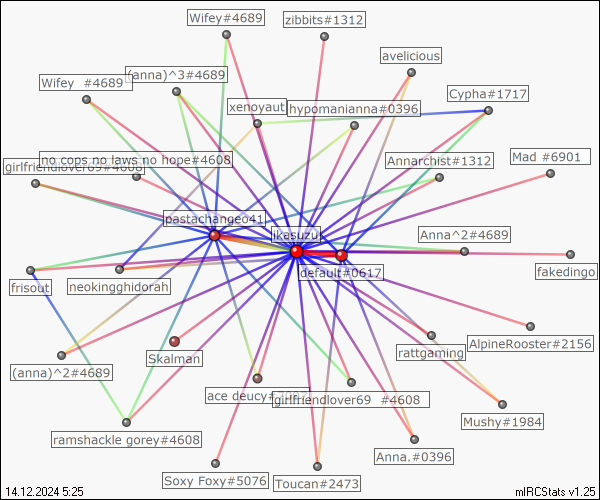 Wifey#4689
zibbits#1312
avelicious
Wifey #4689
(anna)^3#4689
Cypha#1717
xenoyaut
hypomanianna#0396
no cops no laws no hope#4608
girlfriendlover69#4608
Annarchist#1312
Mad #6901
pastachangeo41
ikasuzu
Anna^2#4689
default#0617
fakedingo
frisout
neokingghidorah
Skalman
rattgaming
AlpineRooster#2156
(anna)^2#4689
ace deucy
girlfriendlover69 #4608
Mushy#1984
ramshackle gorey#4608
Anna.#0396
Soxy Foxy#5076
Toucan#2473
14.12.2024 5:25
mIRCStats v1.25